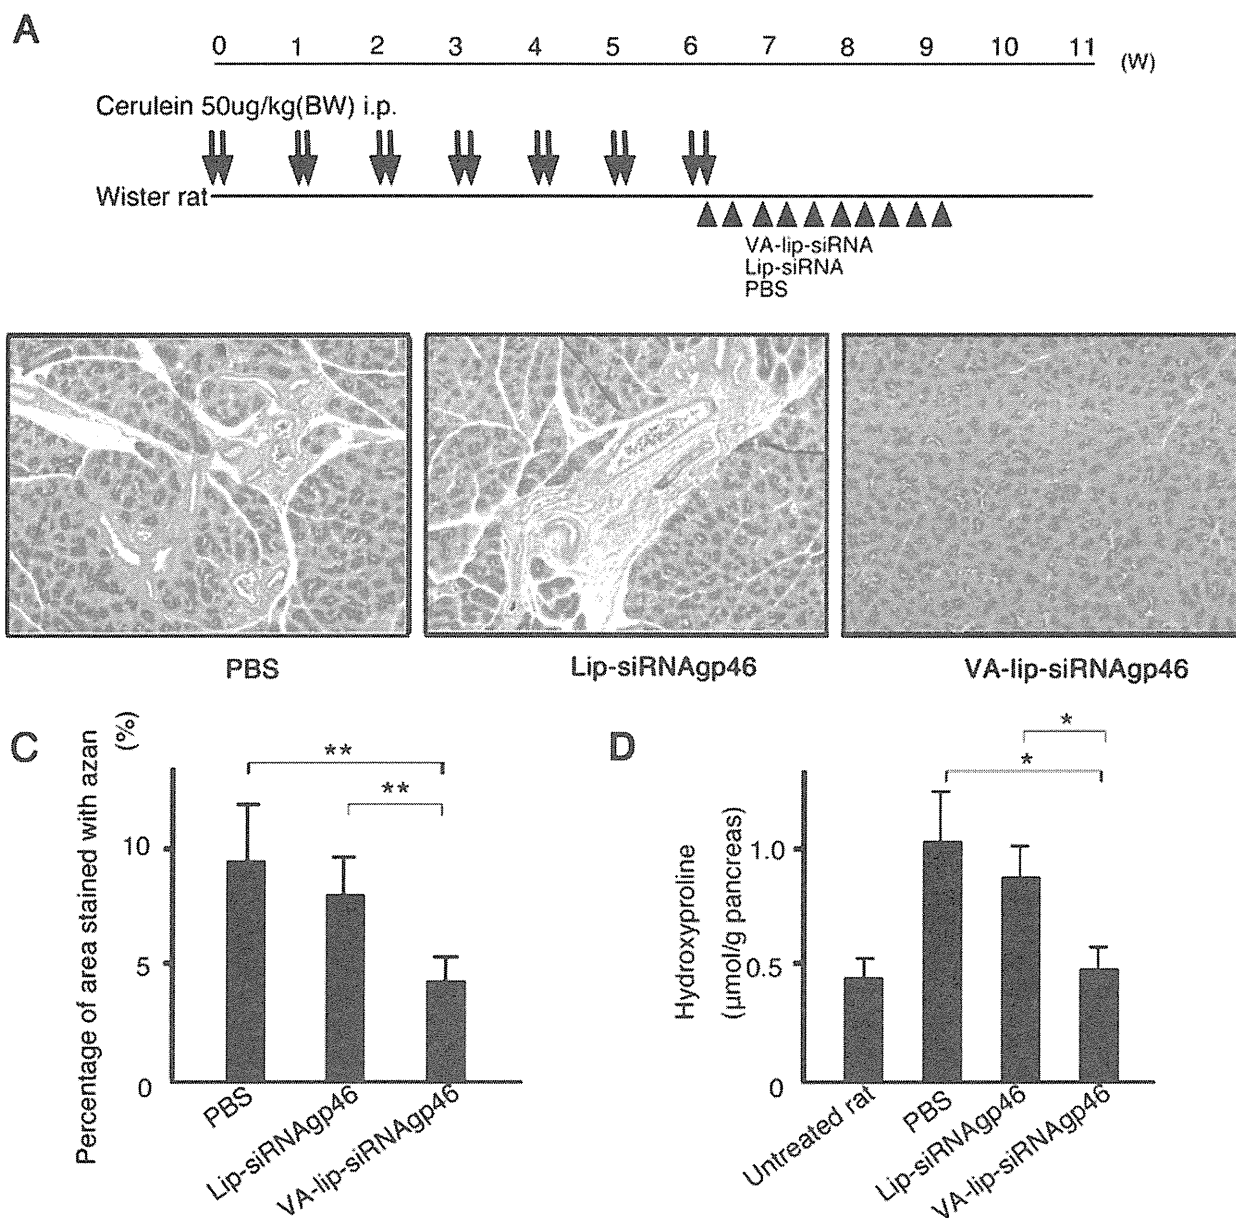 A
0 1 2 3 4 5 6 7 8 9 10 11 (W)
Cerulein 50ug/kg(BW) i.p.
Wister rat
VA-lip-siRNA
Lip-siRNA
PBS
PBS Lip-siRNAgp46 VA-lip-siRNAgp46
C
Percentage of area stained with azan (%)
10
5
0
**
**
PBS
Lip-siRNAgp46
VA-lip-siRNAgp46
D
Hydroxyproline
(μmol/g pancreas)
1.0
0.5
0
*
*
Untreated rat
PBS
Lip-siRNAgp46
VA-lip-siRNAgp46